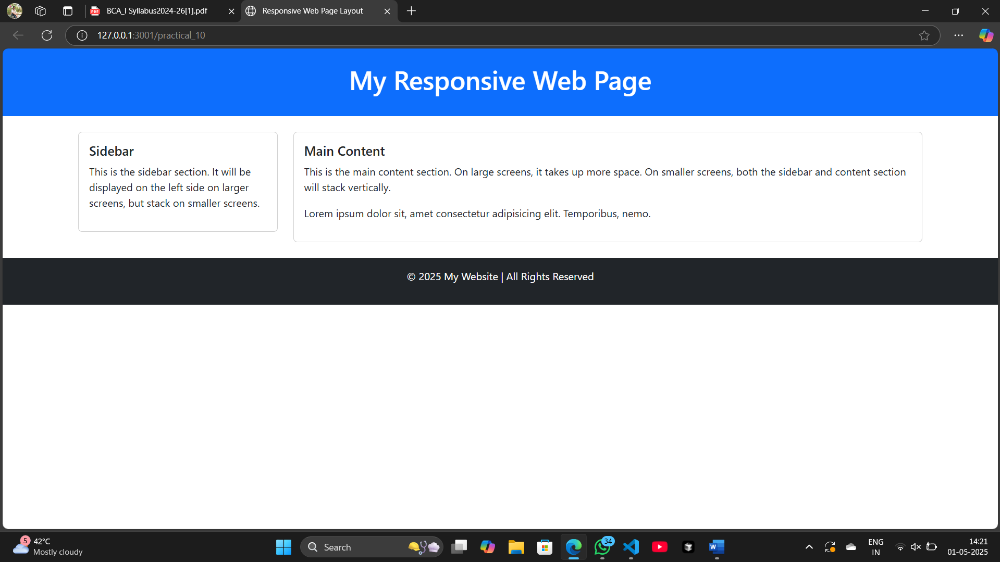 BCA_I Syllabus2024-26[1].pdf
Responsive Web Page Layout
127.0.0.1:3001/practical_10
My Responsive Web Page
Sidebar
This is the sidebar section. It will be
displayed on the left side on larger
screens, but stack on smaller screens.
Main Content
This is the main content section. On large screens, it takes up more space. On smaller screens, both the sidebar and content section
will stack vertically.
Lorem ipsum dolor sit, amet consectetur adipisicing elit. Temporibus, nemo.
© 2025 My Website | All Rights Reserved
5
42°C
Mostly cloudy
Search
34
W
ENG
IN
14:21
01-05-2025
PDF